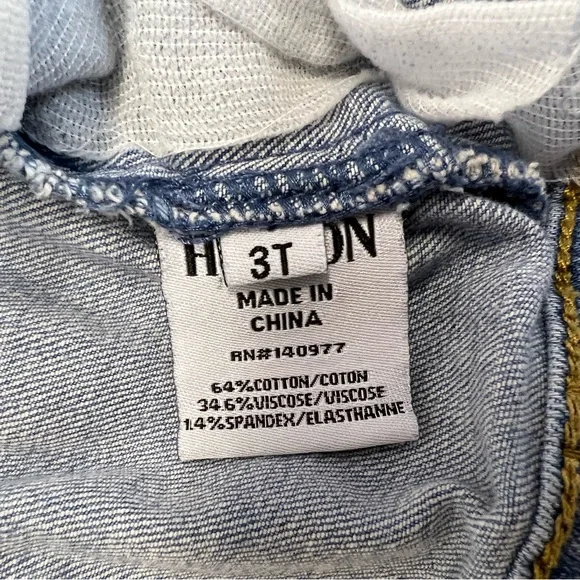 3T
MADE IN
CHINA
RN#140977
64%COTTON/COTON
34.6%VISCOSE/VISCOSE
1.4%SPANDEX/ELASTHANNE